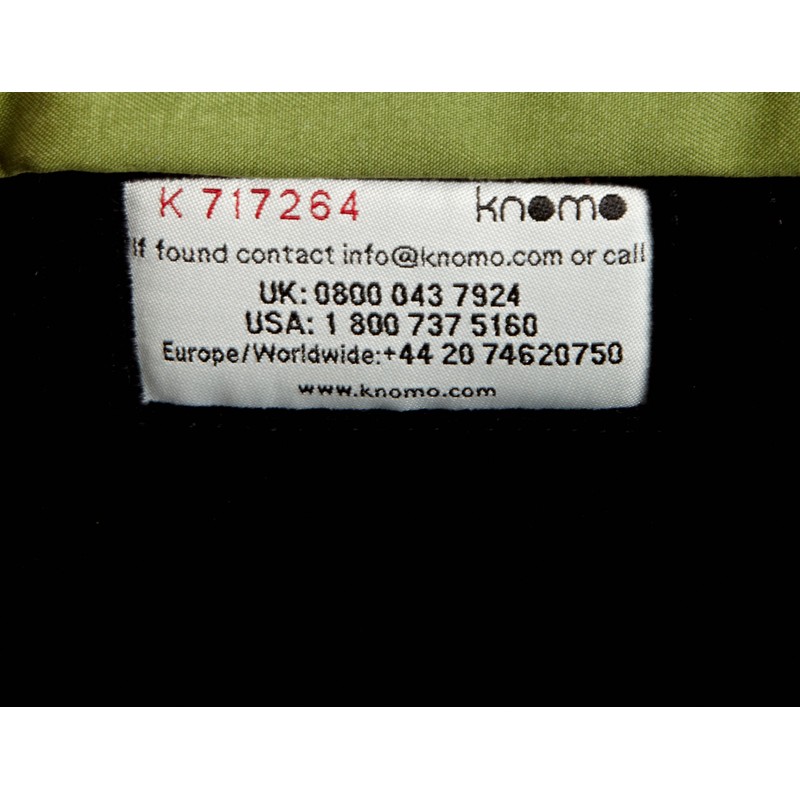 K 717264 knomo
If found contact info@knomo.com or call
UK: 0800 043 7924
USA: 1 800 737 5160
Europe/Worldwide:+44 20 74620750
www.knomo.com